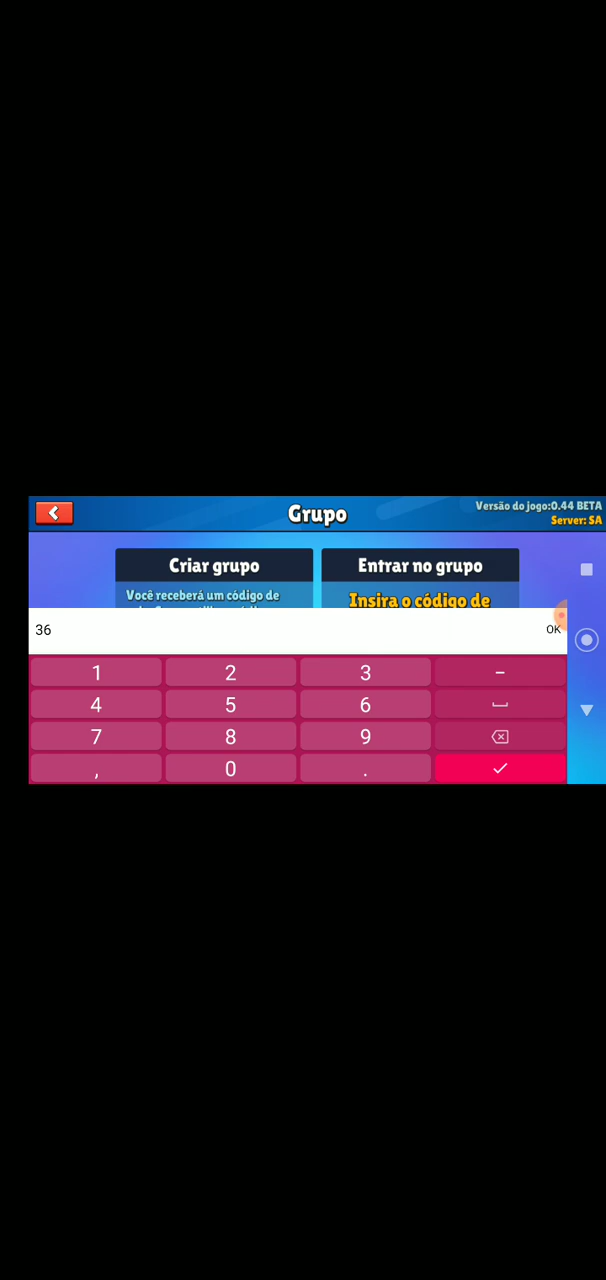 Grupo
Versão do jogo:0.44 BETA
Server: SA
Criar grupo
Você receberá um código de
Entrar no grupo
Insira o código de
36
OK
1 2 3 -
4 5 6
7 8 9
, 0 .